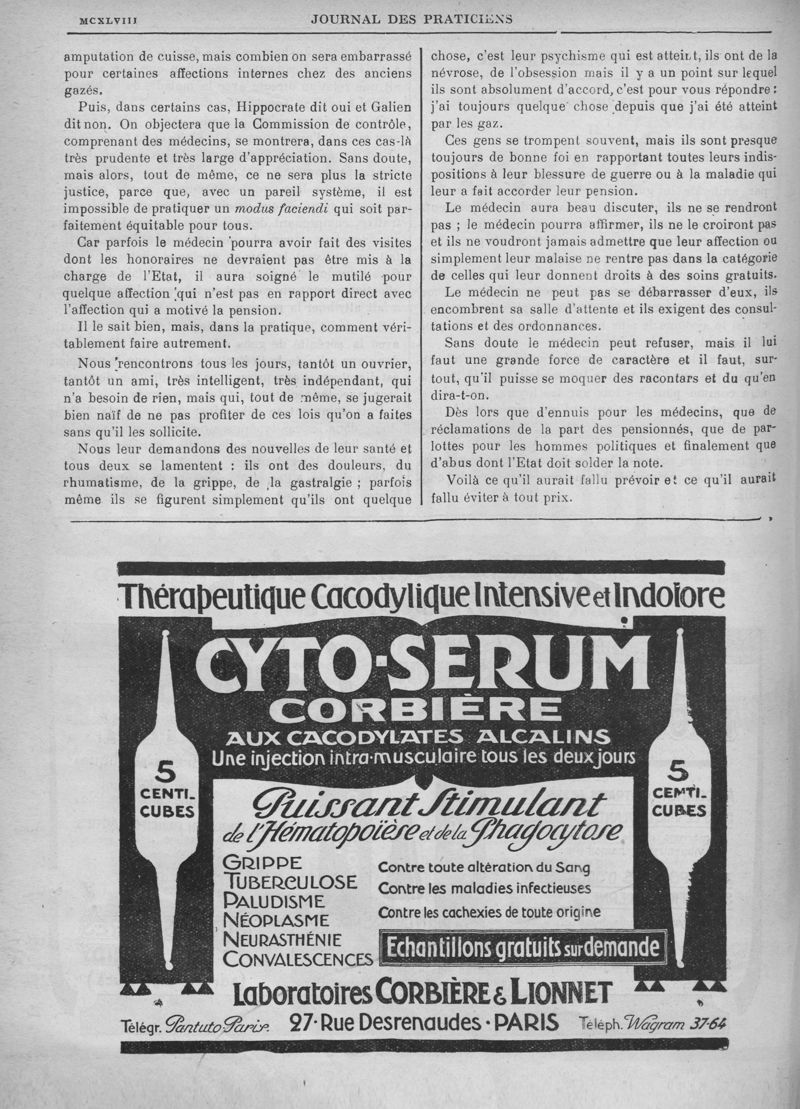 MCXLVIII
JOURNAL DES PRATICIENS
amputation de cuisse, mais combien on sera embarrassé
pour certaines affections internes chez des anciens
gazés.
Puis, dans certains cas, Hippocrate dit oui et Galien
dit non. On objectera que la Commission de contrôle,
comprenant des médecins, se montrera, dans ces cas-là
très prudente et très large d'appréciation. Sans doute,
mais alors, tout de même, ce ne sera plus la stricte
justice, parce que, avec un pareil système, il est
impossible de pratiquer un modus faciendi qui soit par-
faitement équitable pour tous.
Car parfois le médecin pourra avoir fait des visites
dont les honoraires ne devraient pas être mis à la
charge de l'Etat, il aura soigné le mutilé pour
quelque affection qui n'est pas en rapport direct avec
l'affection qui a motivé la pension.
Il le sait bien, mais, dans la pratique, comment véri-
tablement faire autrement.
Nous rencontrons tous les jours, tantôt un ouvrier,
tantôt un ami, très intelligent, très indépendant, qui
n'a besoin de rien, mais qui, tout de même, se jugerait
bien naïf de ne pas profiter de ces lois qu'on a faites
sans qu'il les sollicite.
Nous leur demandons des nouvelles de leur santé et
tous deux se lamentent : ils ont des douleurs, du
rhumatisme, de la grippe, de la gastralgie ; parfois
même ils se figurent simplement qu'ils ont quelque
chose, c'est leur psychisme qui est atteint, ils ont de la
névrose, de l'obsession mais il y a un point sur lequel
ils sont absolument d'accord, c'est pour vous répondre :
j'ai toujours quelque chose depuis que j'ai été atteint
par les gaz.
Ces gens se trompent souvent, mais ils sont presque
toujours de bonne foi en rapportant toutes leurs indis-
positions à leur blessure de guerre ou à la maladie qui
leur a fait accorder leur pension.
Le médecin aura beau discuter, ils ne se rendront
pas ; le médecin pourra affirmer, ils ne le croiront pas
et ils ne voudront jamais admettre que leur affection ou
simplement leur malaise ne rentre pas dans la catégorie
de celles qui leur donnent droits à des soins gratuits.
Le médecin ne peut pas se débarrasser d'eux, ils
encombrent sa salle d'attente et ils exigent des consul-
tations et des ordonnances.
Sans doute le médecin peut refuser, mais il lui
faut une grande force de caractère et il faut, sur-
tout, qu'il puisse se moquer des racontars et du qu'en
dira-t-on.
Dès lors que d'ennuis pour les médecins, que de
réclamations de la part des pensionnés, que de par-
lottes pour les hommes politiques et finalement que
d'abus dont l'Etat doit solder la note.
Voilà ce qu'il aurait fallu prévoir et ce qu'il aurait
fallu éviter à tout prix.
Thérapeutique Cacodylique Intensive et Indolore
CYTO-SERUM
CORBIÈRE
AUX CACODYLATES ALCALINS
Une injection intra-musculaire tous les deux jours
5
CENTI-
CUBES
5
CENTI-
CUBES
Puissant Stimulant
de l'Hématopoïèse et de la Phagocytose
GRIPPE
TUBERCULOSE
PALUDISME
NÉOPLASME
NEURASTHÉNIE
CONVALESCENCES
Contre toute altération du Sang
Contre les maladies infectieuses
Contre les cachexies de toute origine
Echantillons gratuits sur demande
Laboratoires CORBIÈRE & LIONNET
Télégr. Pantuto Paris. 27·Rue Desrenaudes·PARIS Téleph. Wagram 37-64